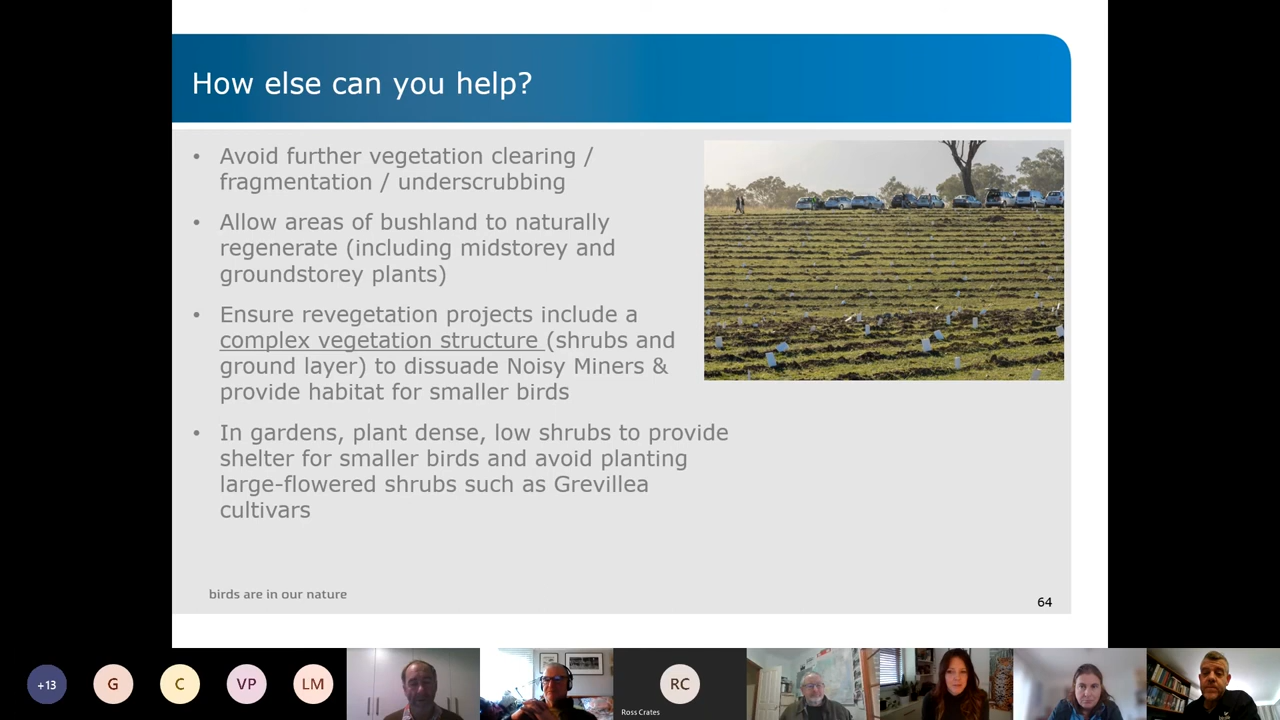 How else can you help?
• Avoid further vegetation clearing /
fragmentation / underscrubbing
• Allow areas of bushland to naturally
regenerate (including midstorey and
groundstorey plants)
• Ensure revegetation projects include a
complex vegetation structure (shrubs and
ground layer) to dissuade Noisy Miners &
provide habitat for smaller birds
• In gardens, plant dense, low shrubs to provide
shelter for smaller birds and avoid planting
large-flowered shrubs such as Grevillea
cultivars
birds are in our nature
64
+13
G
C
VP
LM
RC
Ross Crates